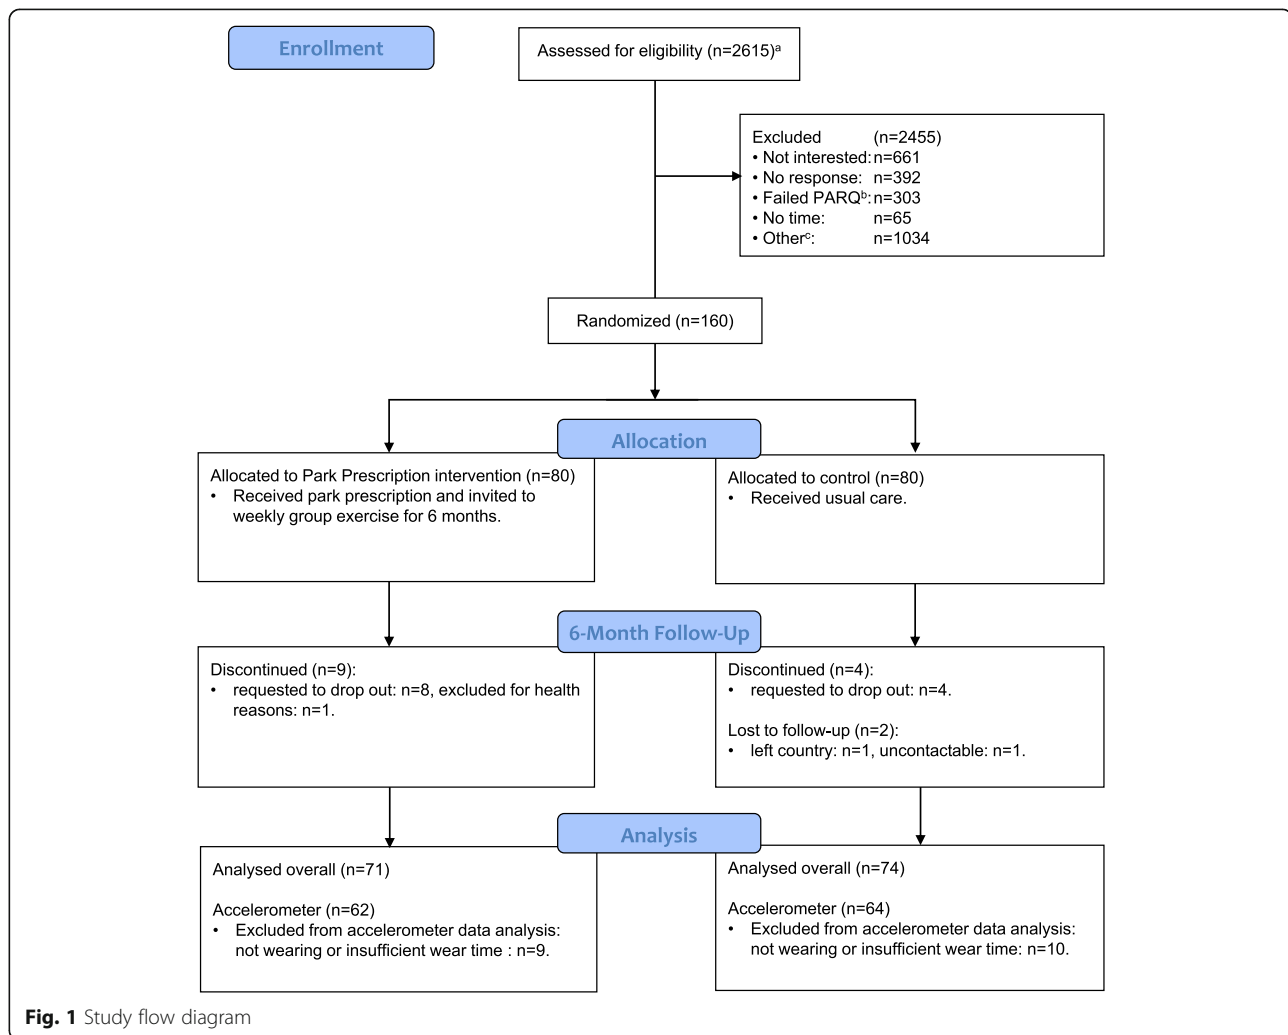 Enrollment
Assessed for eligibility (n=2615)ᵃ
Excluded (n=2455)
• Not interested: n=661
• No response: n=392
• Failed PARQᵇ: n=303
• No time: n=65
• Otherᶜ: n=1034
Randomized (n=160)
Allocation
Allocated to Park Prescription intervention (n=80)
• Received park prescription and invited to
weekly group exercise for 6 months.
Allocated to control (n=80)
• Received usual care.
6-Month Follow-Up
Discontinued (n=9):
• requested to drop out: n=8, excluded for health
reasons: n=1.
Discontinued (n=4):
• requested to drop out: n=4.
Lost to follow-up (n=2):
• left country: n=1, uncontactable: n=1.
Analysis
Analysed overall (n=71)
Accelerometer (n=62)
• Excluded from accelerometer data analysis:
not wearing or insufficient wear time : n=9.
Analysed overall (n=74)
Accelerometer (n=64)
• Excluded from accelerometer data analysis:
not wearing or insufficient wear time: n=10.
Fig. 1 Study flow diagram